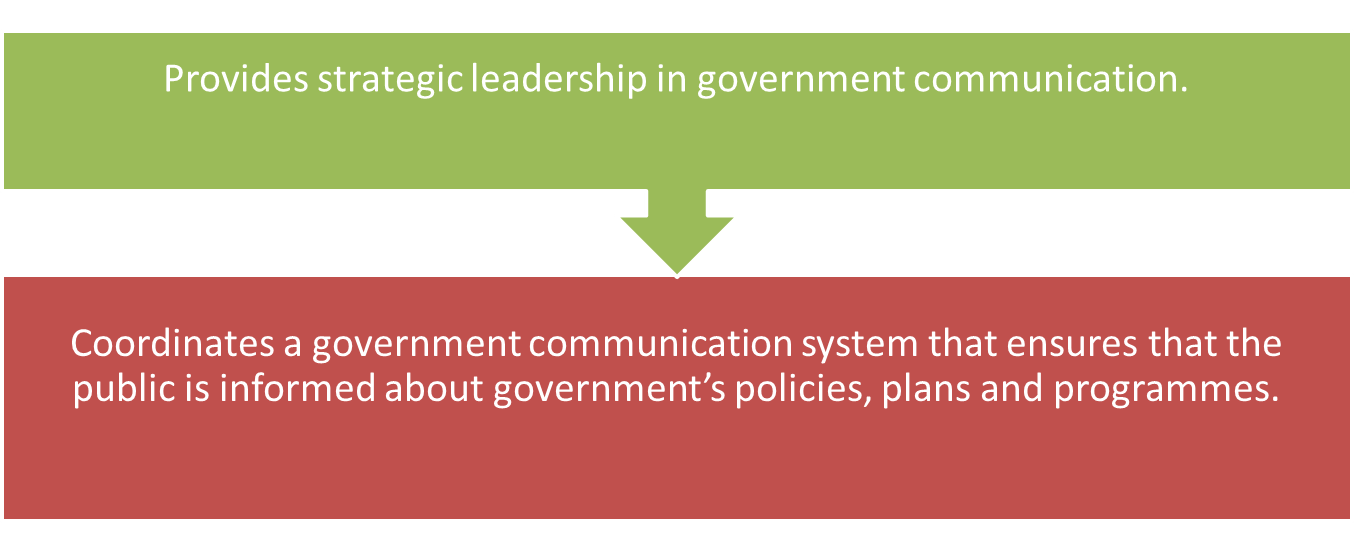 Provides strategic leadership in government communication.
Coordinates a government communication system that ensures that the
public is informed about government’s policies, plans and programmes.